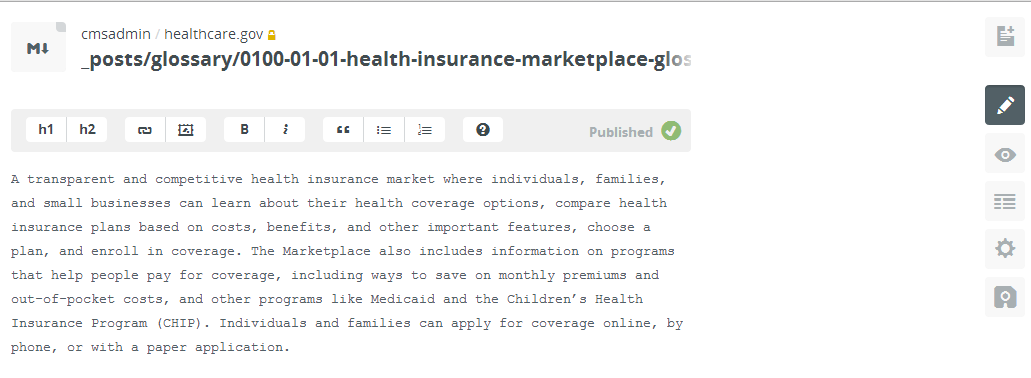 M↓
cmsadmin / healthcare.gov
_posts/glossary/0100-01-01-health-insurance-marketplace-glos
h1 h2 B i “ ? Published
A transparent and competitive health insurance market where individuals, families,
and small businesses can learn about their health coverage options, compare health
insurance plans based on costs, benefits, and other important features, choose a
plan, and enroll in coverage. The Marketplace also includes information on programs
that help people pay for coverage, including ways to save on monthly premiums and
out-of-pocket costs, and other programs like Medicaid and the Children’s Health
Insurance Program (CHIP). Individuals and families can apply for coverage online, by
phone, or with a paper application.